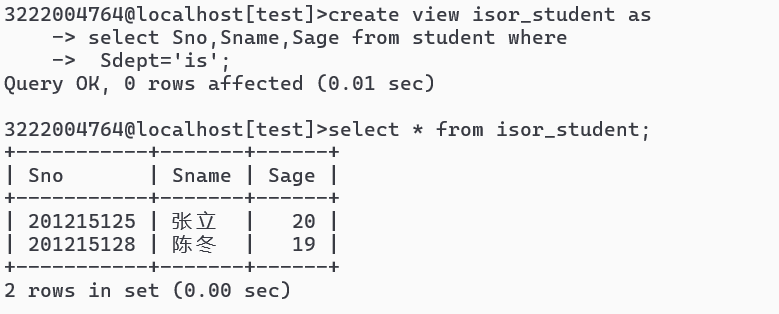 3222004764@localhost[test]>create view isor_student as
    -> select Sno,Sname,Sage from student where
    ->  Sdept='is';
Query OK, 0 rows affected (0.01 sec)

3222004764@localhost[test]>select * from isor_student;
+-----------+-------+------+
| Sno       | Sname | Sage |
+-----------+-------+------+
| 201215125 | 张立  |   20 |
| 201215128 | 陈冬  |   19 |
+-----------+-------+------+
2 rows in set (0.00 sec)